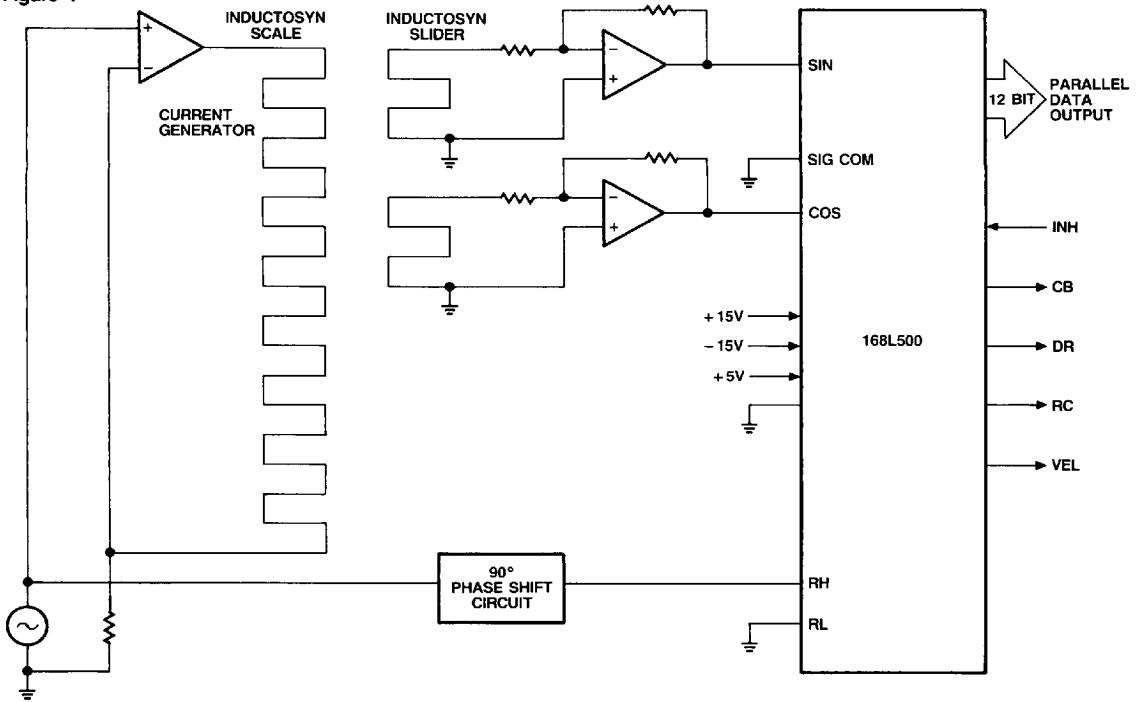 INDUCTOSYN
SCALE
INDUCTOSYN
SLIDER
+
−
CURRENT
GENERATOR
−
+
−
+
SIN
SIG COM
COS
+ 15V
− 15V
+ 5V
168L500
12 BIT
PARALLEL
DATA
OUTPUT
INH
CB
DR
RC
VEL
90°
PHASE SHIFT
CIRCUIT
RH
RL